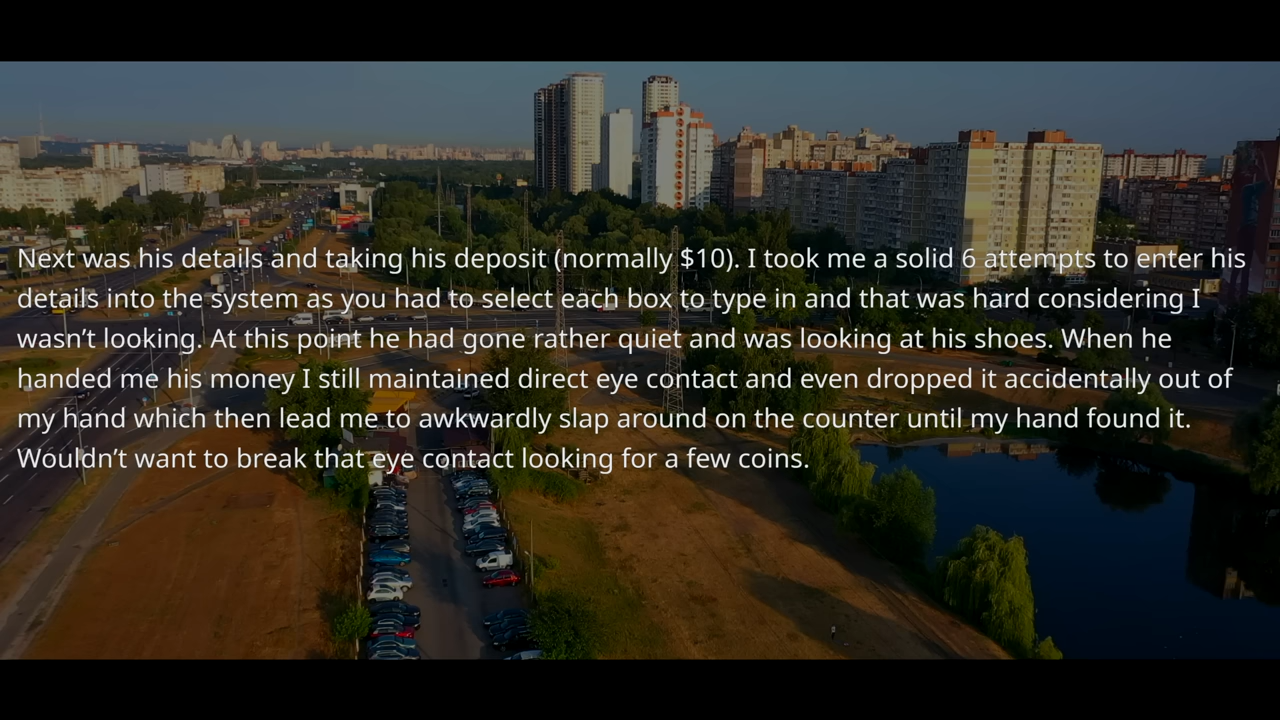 Next was his details and taking his deposit (normally $10). I took me a solid 6 attempts to enter his
details into the system as you had to select each box to type in and that was hard considering I
wasn’t looking. At this point he had gone rather quiet and was looking at his shoes. When he
handed me his money I still maintained direct eye contact and even dropped it accidentally out of
my hand which then lead me to awkwardly slap around on the counter until my hand found it.
Wouldn’t want to break that eye contact looking for a few coins.